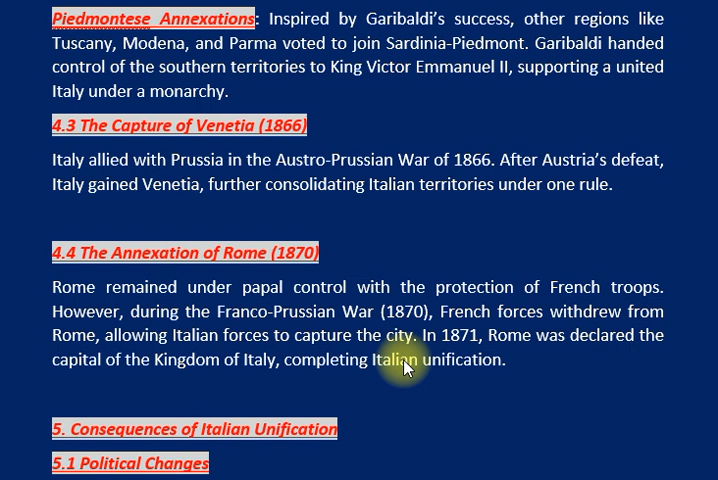 Piedmontese Annexations: Inspired by Garibaldi’s success, other regions like
Tuscany, Modena, and Parma voted to join Sardinia-Piedmont. Garibaldi handed
control of the southern territories to King Victor Emmanuel II, supporting a united
Italy under a monarchy.
4.3 The Capture of Venetia (1866)
Italy allied with Prussia in the Austro-Prussian War of 1866. After Austria’s defeat,
Italy gained Venetia, further consolidating Italian territories under one rule.
4.4 The Annexation of Rome (1870)
Rome remained under papal control with the protection of French troops.
However, during the Franco-Prussian War (1870), French forces withdrew from
Rome, allowing Italian forces to capture the city. In 1871, Rome was declared the
capital of the Kingdom of Italy, completing Italian unification.
5. Consequences of Italian Unification
5.1 Political Changes